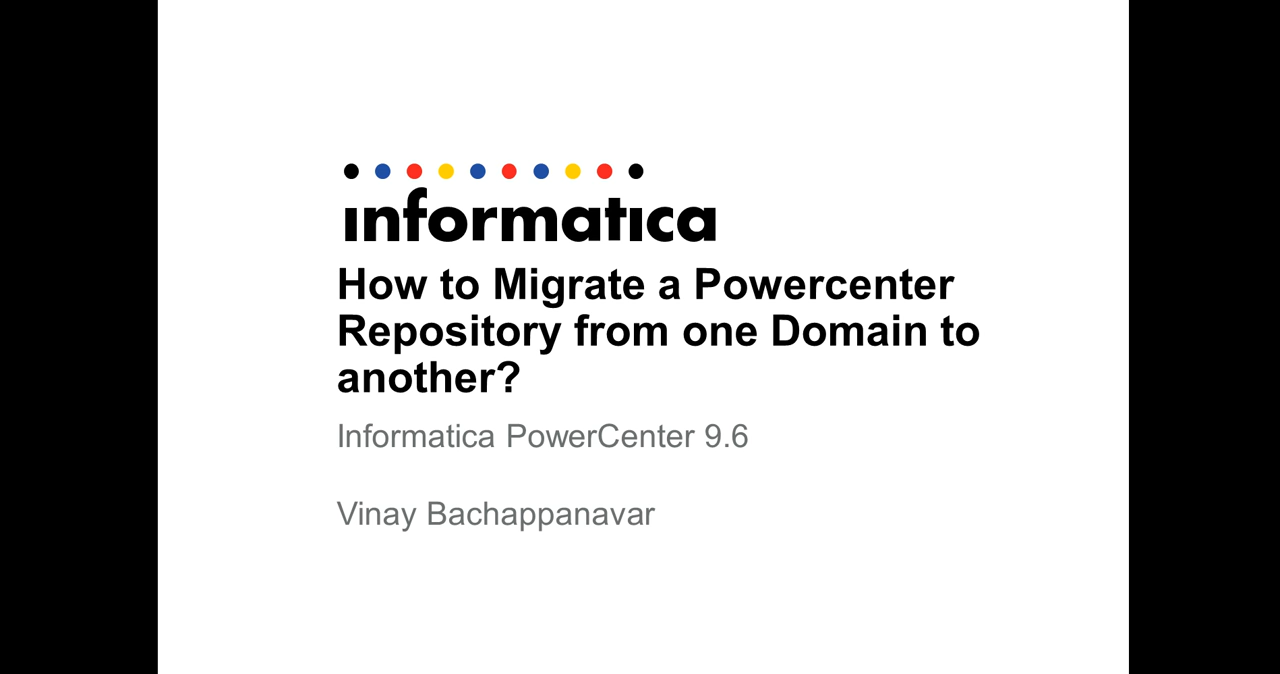 informatica
How to Migrate a Powercenter
Repository from one Domain to
another?
Informatica PowerCenter 9.6
Vinay Bachappanavar